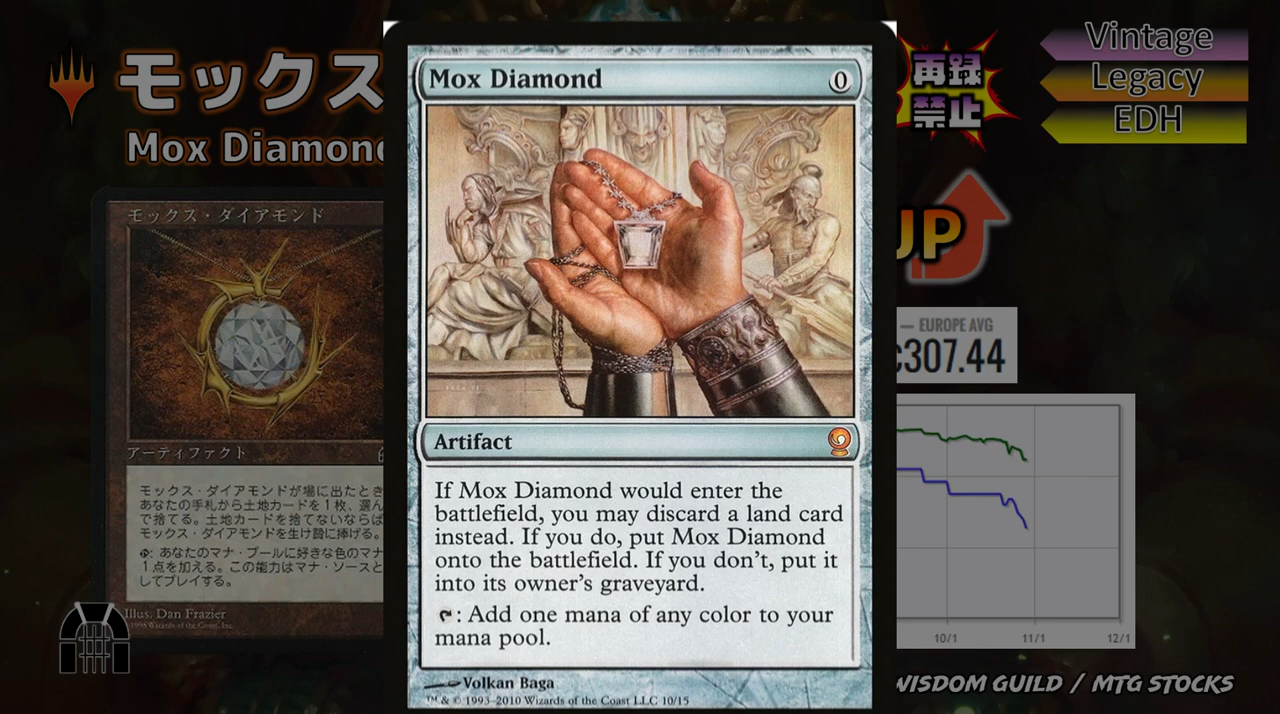 モックス
Mox Diamon
モックス・ダイアモンド
アーティファクト
モックス・ダイアモンドが場に出たとき
あなたの手札から土地カードを1枚、選ん
で捨てる。土地カードを捨てないならば
モックス・ダイアモンドを生け贄に捧げる。
: あなたのマナ・プールに好きな色のマナ
1点を加える。この能力はマナ・ソースと
してプレイする。
Illus. Dan Frazier
Mox Diamond 0
Artifact
If Mox Diamond would enter the
battlefield, you may discard a land card
instead. If you do, put Mox Diamond
onto the battlefield. If you don't, put it
into its owner's graveyard.
: Add one mana of any color to your
mana pool.
Volkan Baga
™ & © 1993–2010 Wizards of the Coast LLC 10/15
再録
禁止
Vintage
Legacy
EDH
UP
— EUROPE AVG
€307.44
10/1 11/1 12/1
WISDOM GUILD / MTG STOCKS